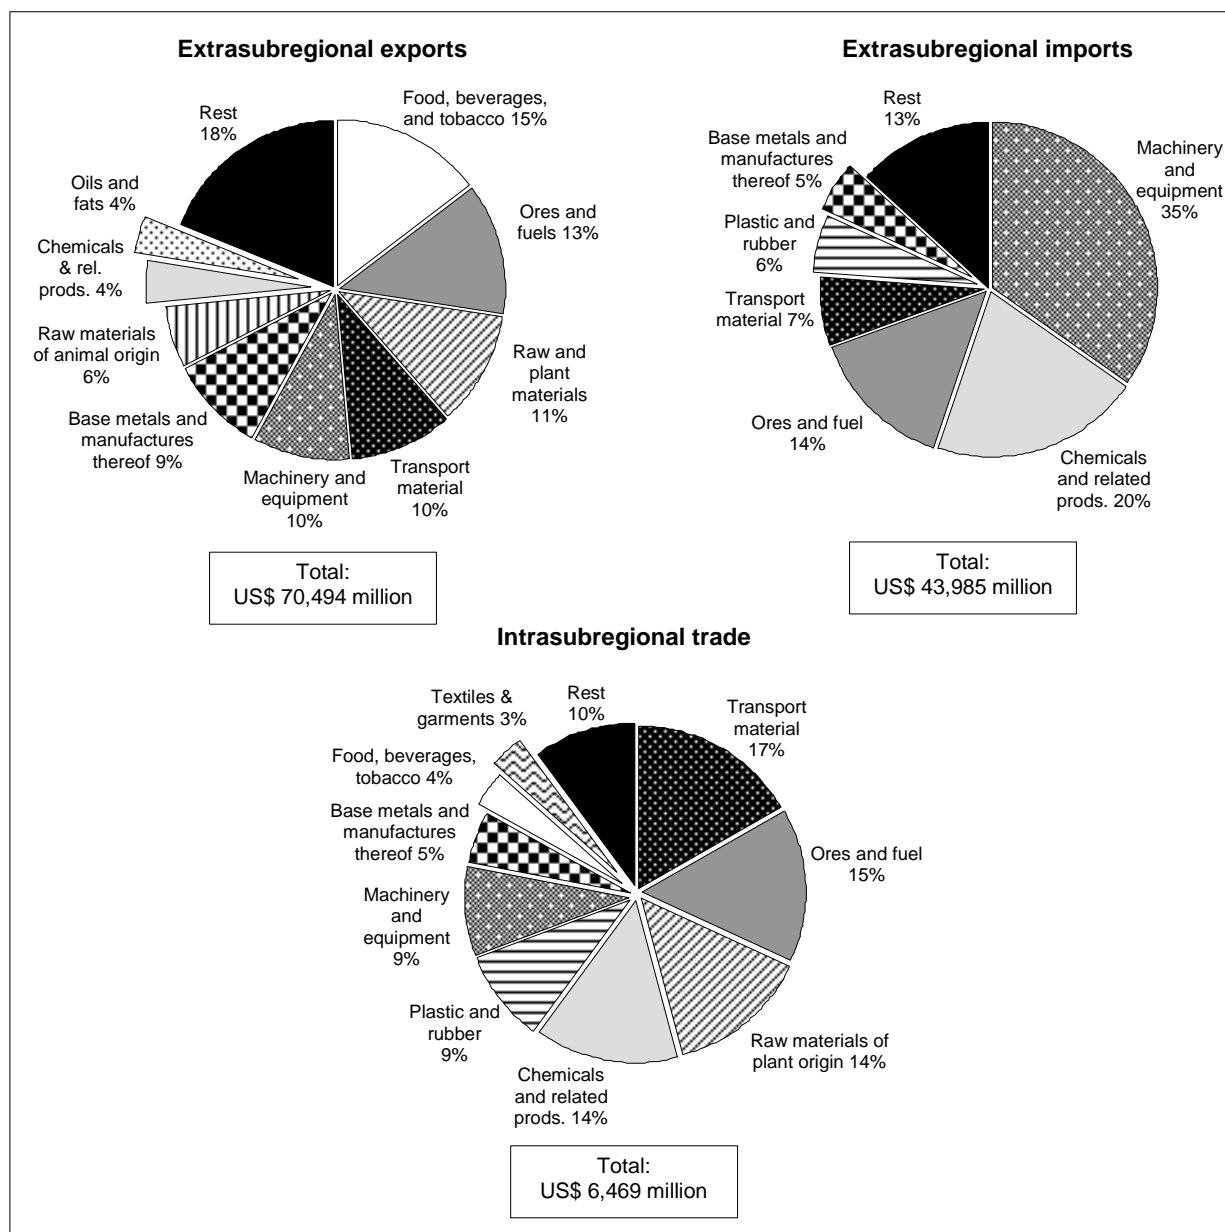 Extrasubregional exports
Rest
18%
Food, beverages,
and tobacco 15%
Oils and
fats 4%
Ores and
fuels 13%
Chemicals
& rel.
prods. 4%
Raw materials
of animal origin
6%
Raw and
plant
materials
11%
Base metals and
manufactures
thereof 9%
Machinery and
equipment
10%
Transport
material
10%
Total:
US$ 70,494 million
Extrasubregional imports
Rest
13%
Base metals and
manufactures
thereof 5%
Machinery
and
equipment
35%
Plastic and
rubber
6%
Transport
material 7%
Ores and fuel
14%
Chemicals
and related
prods. 20%
Total:
US$ 43,985 million
Intrasubregional trade
Textiles &
garments 3%
Rest
10%
Transport
material
17%
Food, beverages,
tobacco 4%
Base metals and
manufactures
thereof 5%
Ores and fuel
15%
Machinery
and
equipment
9%
Plastic and
rubber
9%
Raw materials of
plant origin 14%
Chemicals
and related
prods. 14%
Total:
US$ 6,469 million